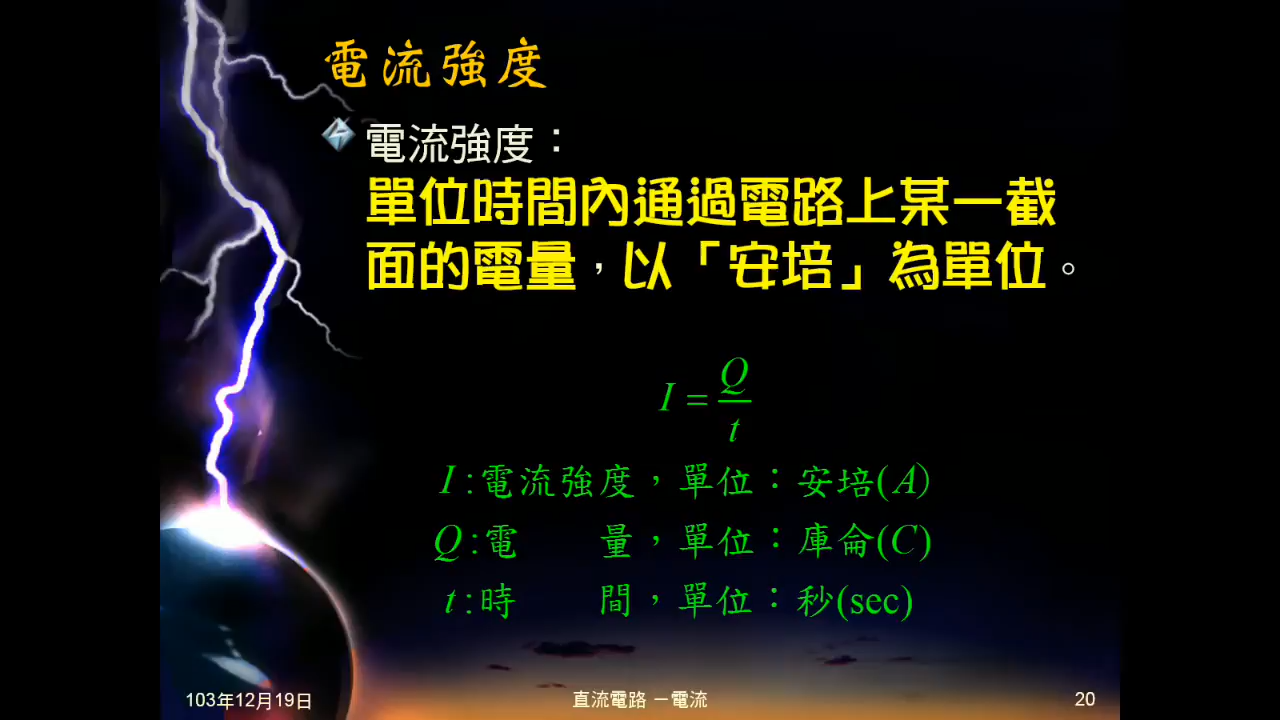 電流強度
電流強度：
單位時間內通過電路上某一截
面的電量，以「安培」為單位。
I = Q/t
I:電流強度，單位：安培(A)
Q:電　　量，單位：庫侖(C)
t:時　　間，單位：秒(sec)
103年12月19日
直流電路 －電流
20